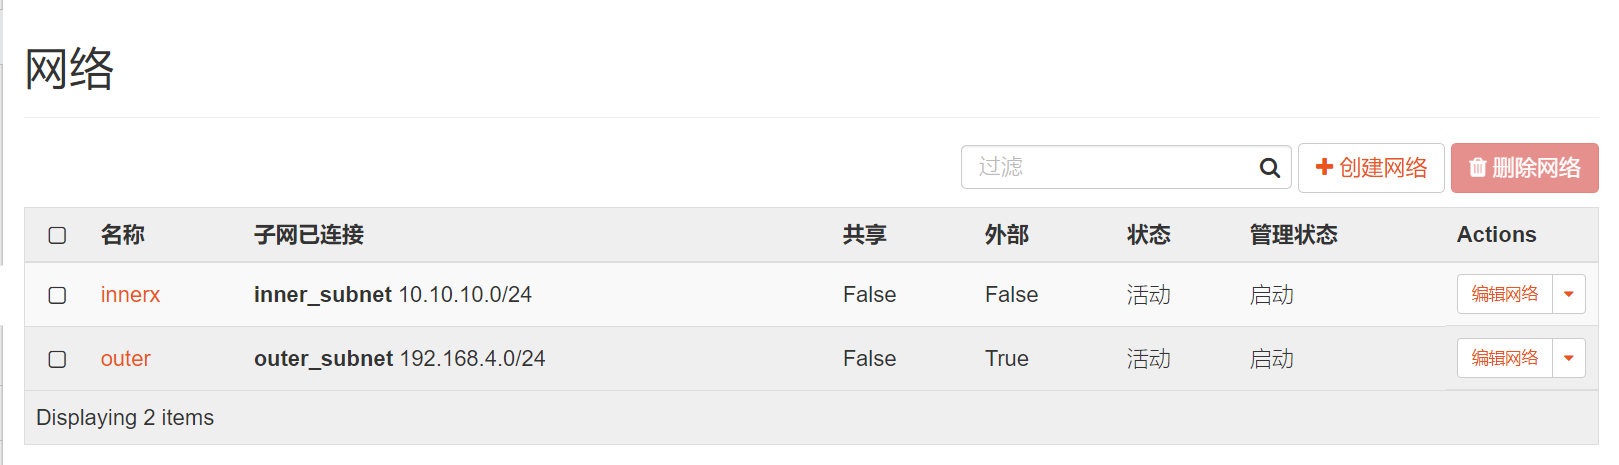 网络
过滤 创建网络 删除网络
名称 子网已连接 共享 外部 状态 管理状态 Actions
innerx inner_subnet 10.10.10.0/24 False False 活动 启动 编辑网络
outer outer_subnet 192.168.4.0/24 False True 活动 启动 编辑网络
Displaying 2 items